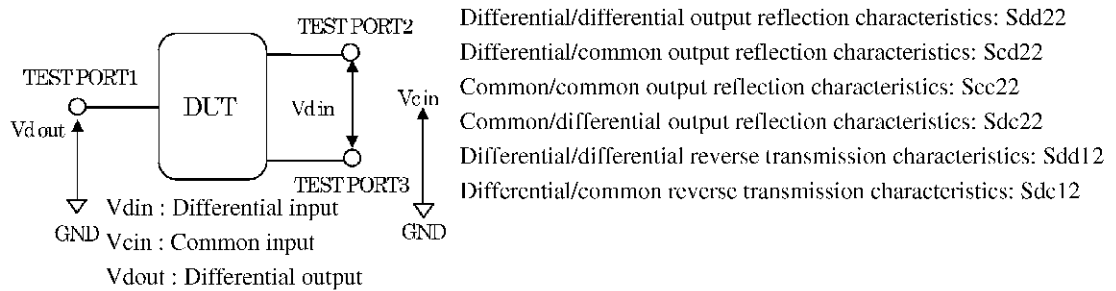 TEST PORT2
TEST PORT1
DUT
Vdin
Vcin
Vdout
TEST PORT3
GND
GND
Vdin : Differential input
Vcin : Common input
Vdout : Differential output
Differential/differential output reflection characteristics: Sdd22
Differential/common output reflection characteristics: Scd22
Common/common output reflection characteristics: Scc22
Common/differential output reflection characteristics: Sdc22
Differential/differential reverse transmission characteristics: Sdd12
Differential/common reverse transmission characteristics: Sdc12